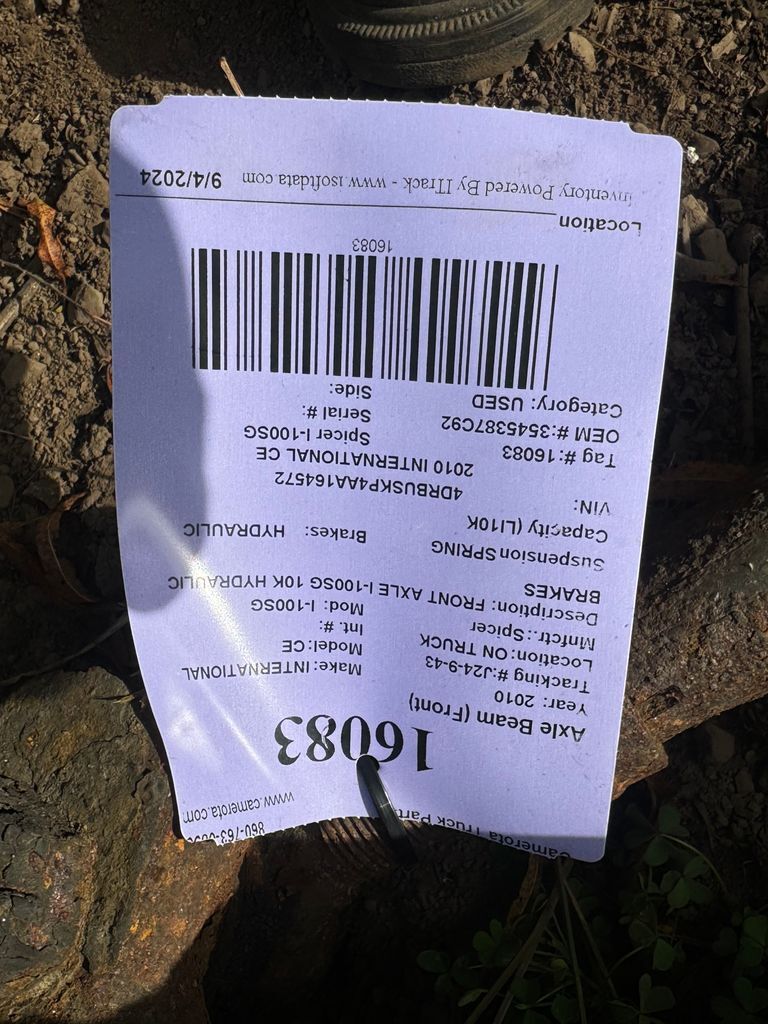 Camerota Truck Part
860-763-0
www.camerota.com
16083
Axle Beam (Front)
Year: 2010 Make: INTERNATIONAL
Tracking #:J24-9-43 Model:CE
Location: ON TRUCK Int. #:
Mnfctr.:Spicer Mod: I-100SG
Description: FRONT AXLE I-100SG 10K HYDRAULIC
BRAKES
Suspension SPRING Brakes: HYDRAULIC
Capacity (LI10K
VIN: 4DRBUSKP4AA164572
2010 INTERNATIONAL CE
Tag #:16083 Spicer I-100SG
OEM #:3545387C92 Serial #:
Category: USED Side:
16083
Location
Inventory Powered By ITrack - www.isoftdata.com 9/4/2024